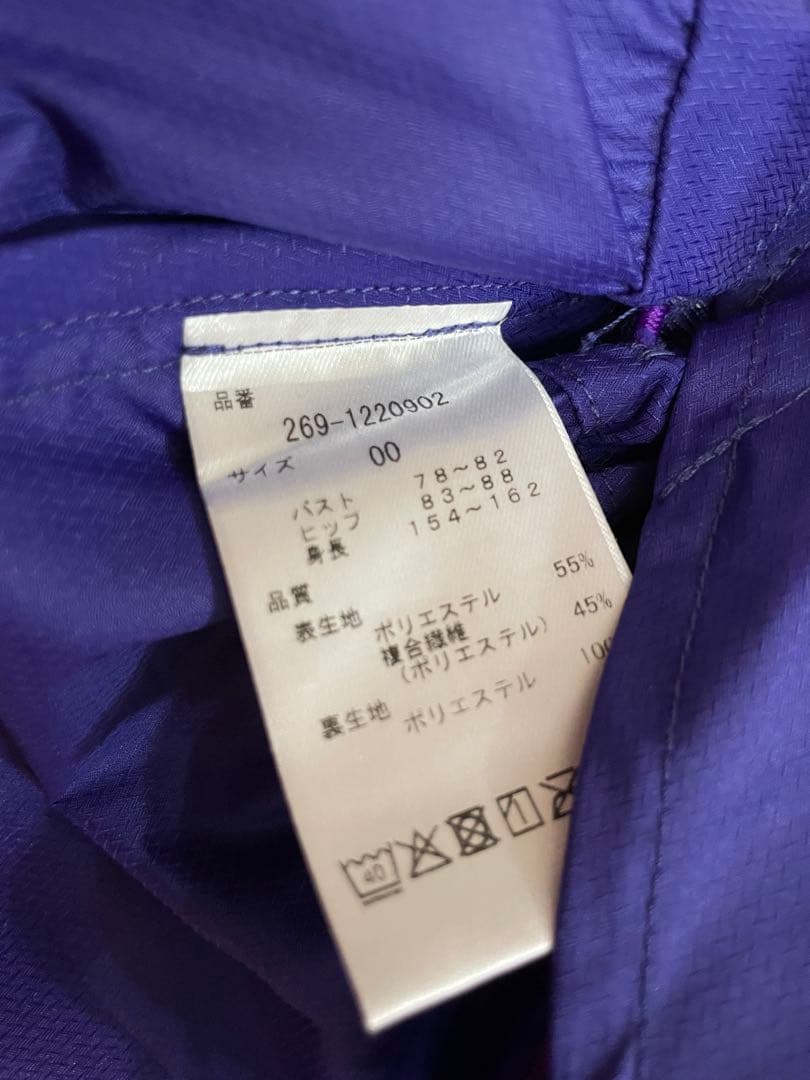 品番
269-1220902
サイズ 00
バスト 78～82
ヒップ 83～88
身長 154～162
品質
表生地 ポリエステル 55%
複合繊維 45%
(ポリエステル)
裏生地 ポリエステル 100
40